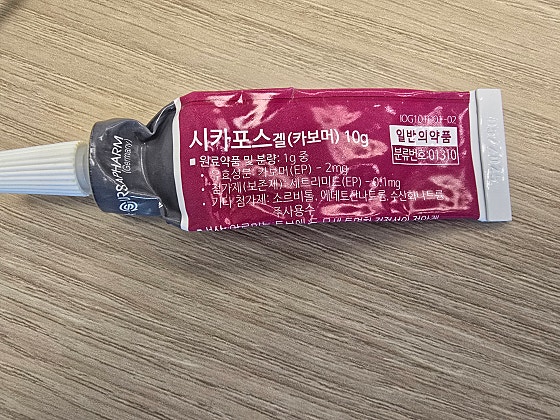 시카포스겔(카보머) 10g
일반의약품
분류번호:01310
■ 원료약품 및 분량: 1g 중
• 유효성분: 카보머(EP) - 2mg
• 첨가제(보존제): 세트리미드(EP) - 0.1mg
• 기타 첨가제: 소르비톨, 에데트산나트륨, 수산화나트륨,
주사용수
URSAPHARM
(Germany)